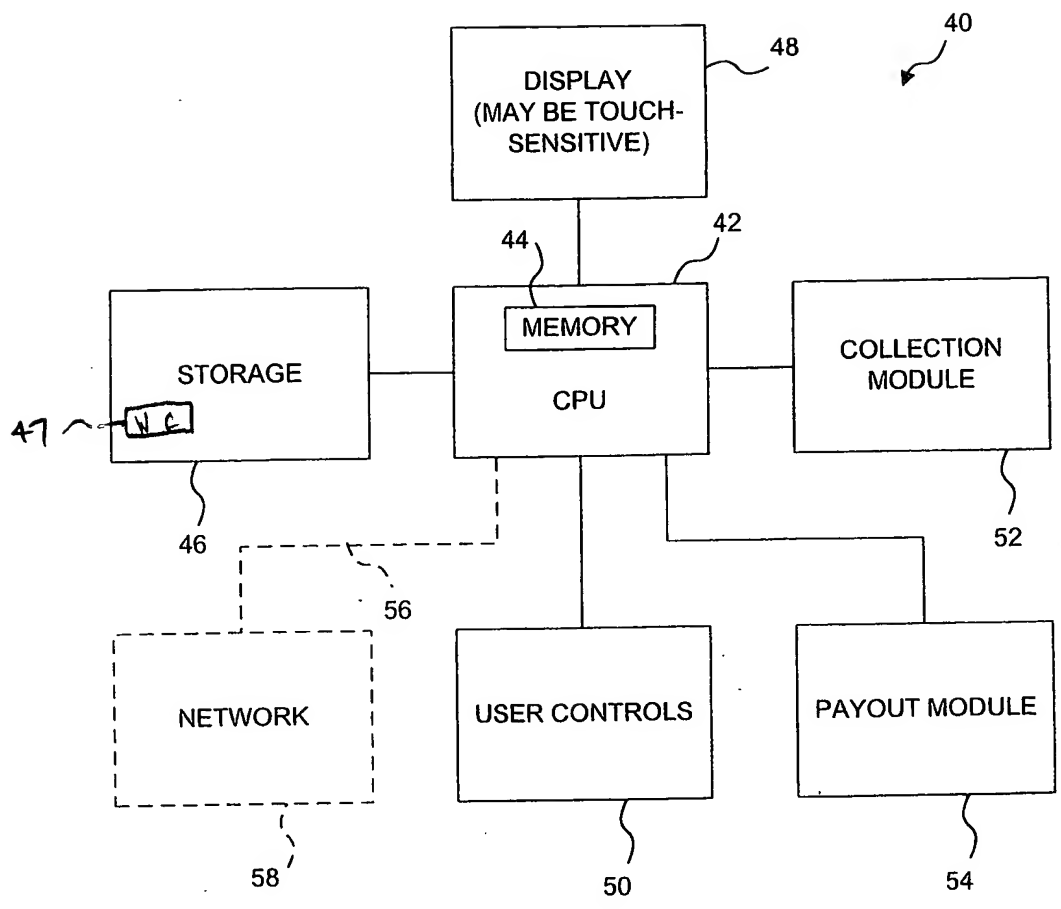 40
48
DISPLAY
(MAY BE TOUCH-
SENSITIVE)
44
42
MEMORY
CPU
STORAGE
COLLECTION
MODULE
47
W C
46
52
56
NETWORK
USER CONTROLS
PAYOUT MODULE
58
50
54